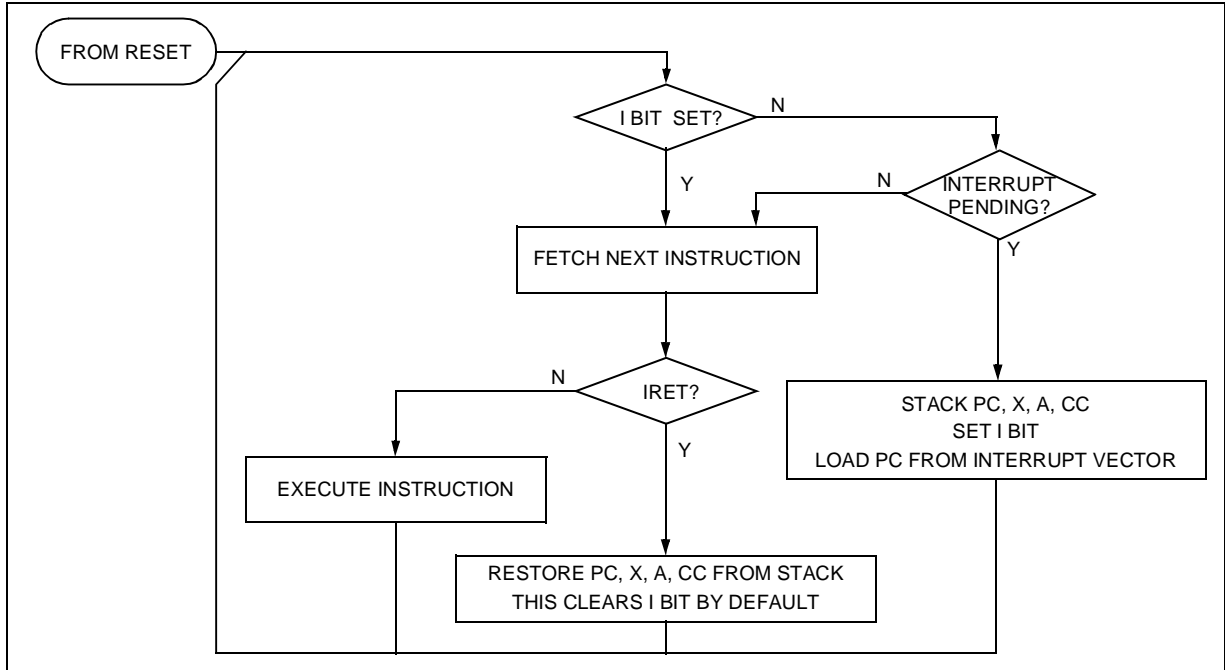 FROM RESET
I BIT SET?
N
Y
N
INTERRUPT
PENDING?
Y
FETCH NEXT INSTRUCTION
N
IRET?
Y
STACK PC, X, A, CC
SET I BIT
LOAD PC FROM INTERRUPT VECTOR
EXECUTE INSTRUCTION
RESTORE PC, X, A, CC FROM STACK
THIS CLEARS I BIT BY DEFAULT